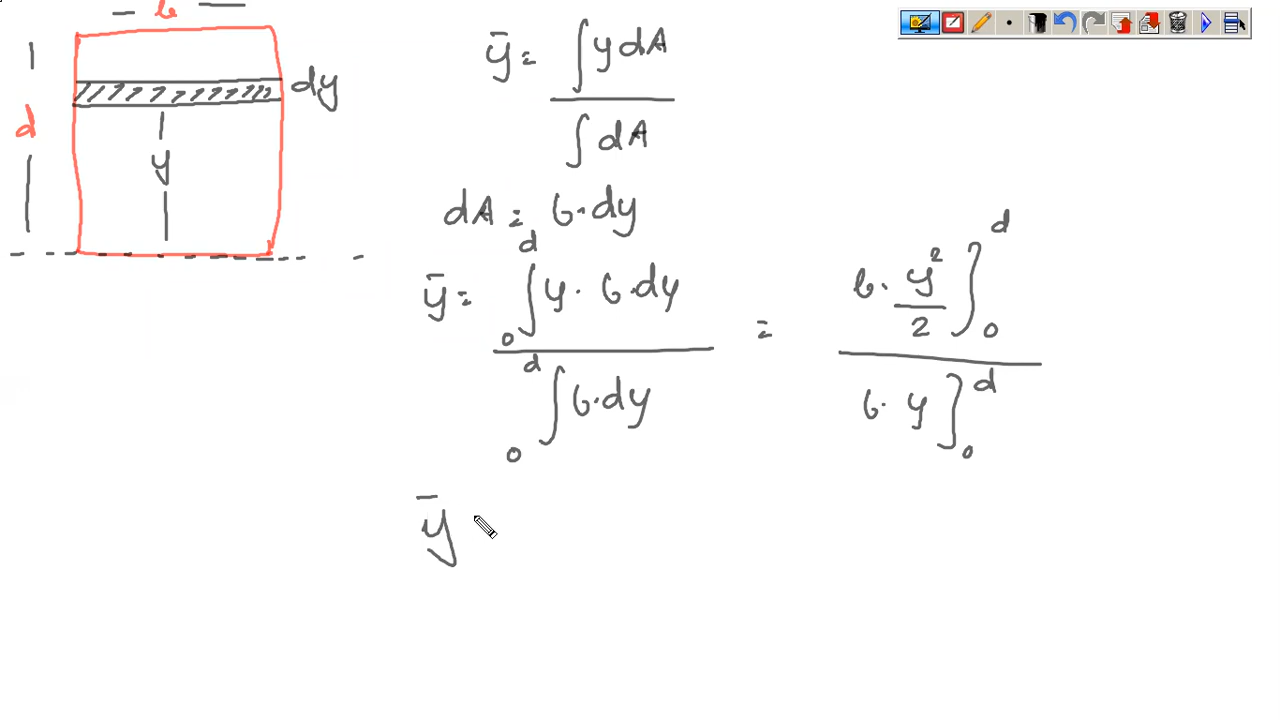 b
d
dy
y
ȳ = ∫ y dA
∫ dA
dA = b·dy
ȳ = ∫₀ᵈ y · b·dy = b · y²/2 ]₀ᵈ
∫₀ᵈ b·dy b · y ]₀ᵈ
ȳ